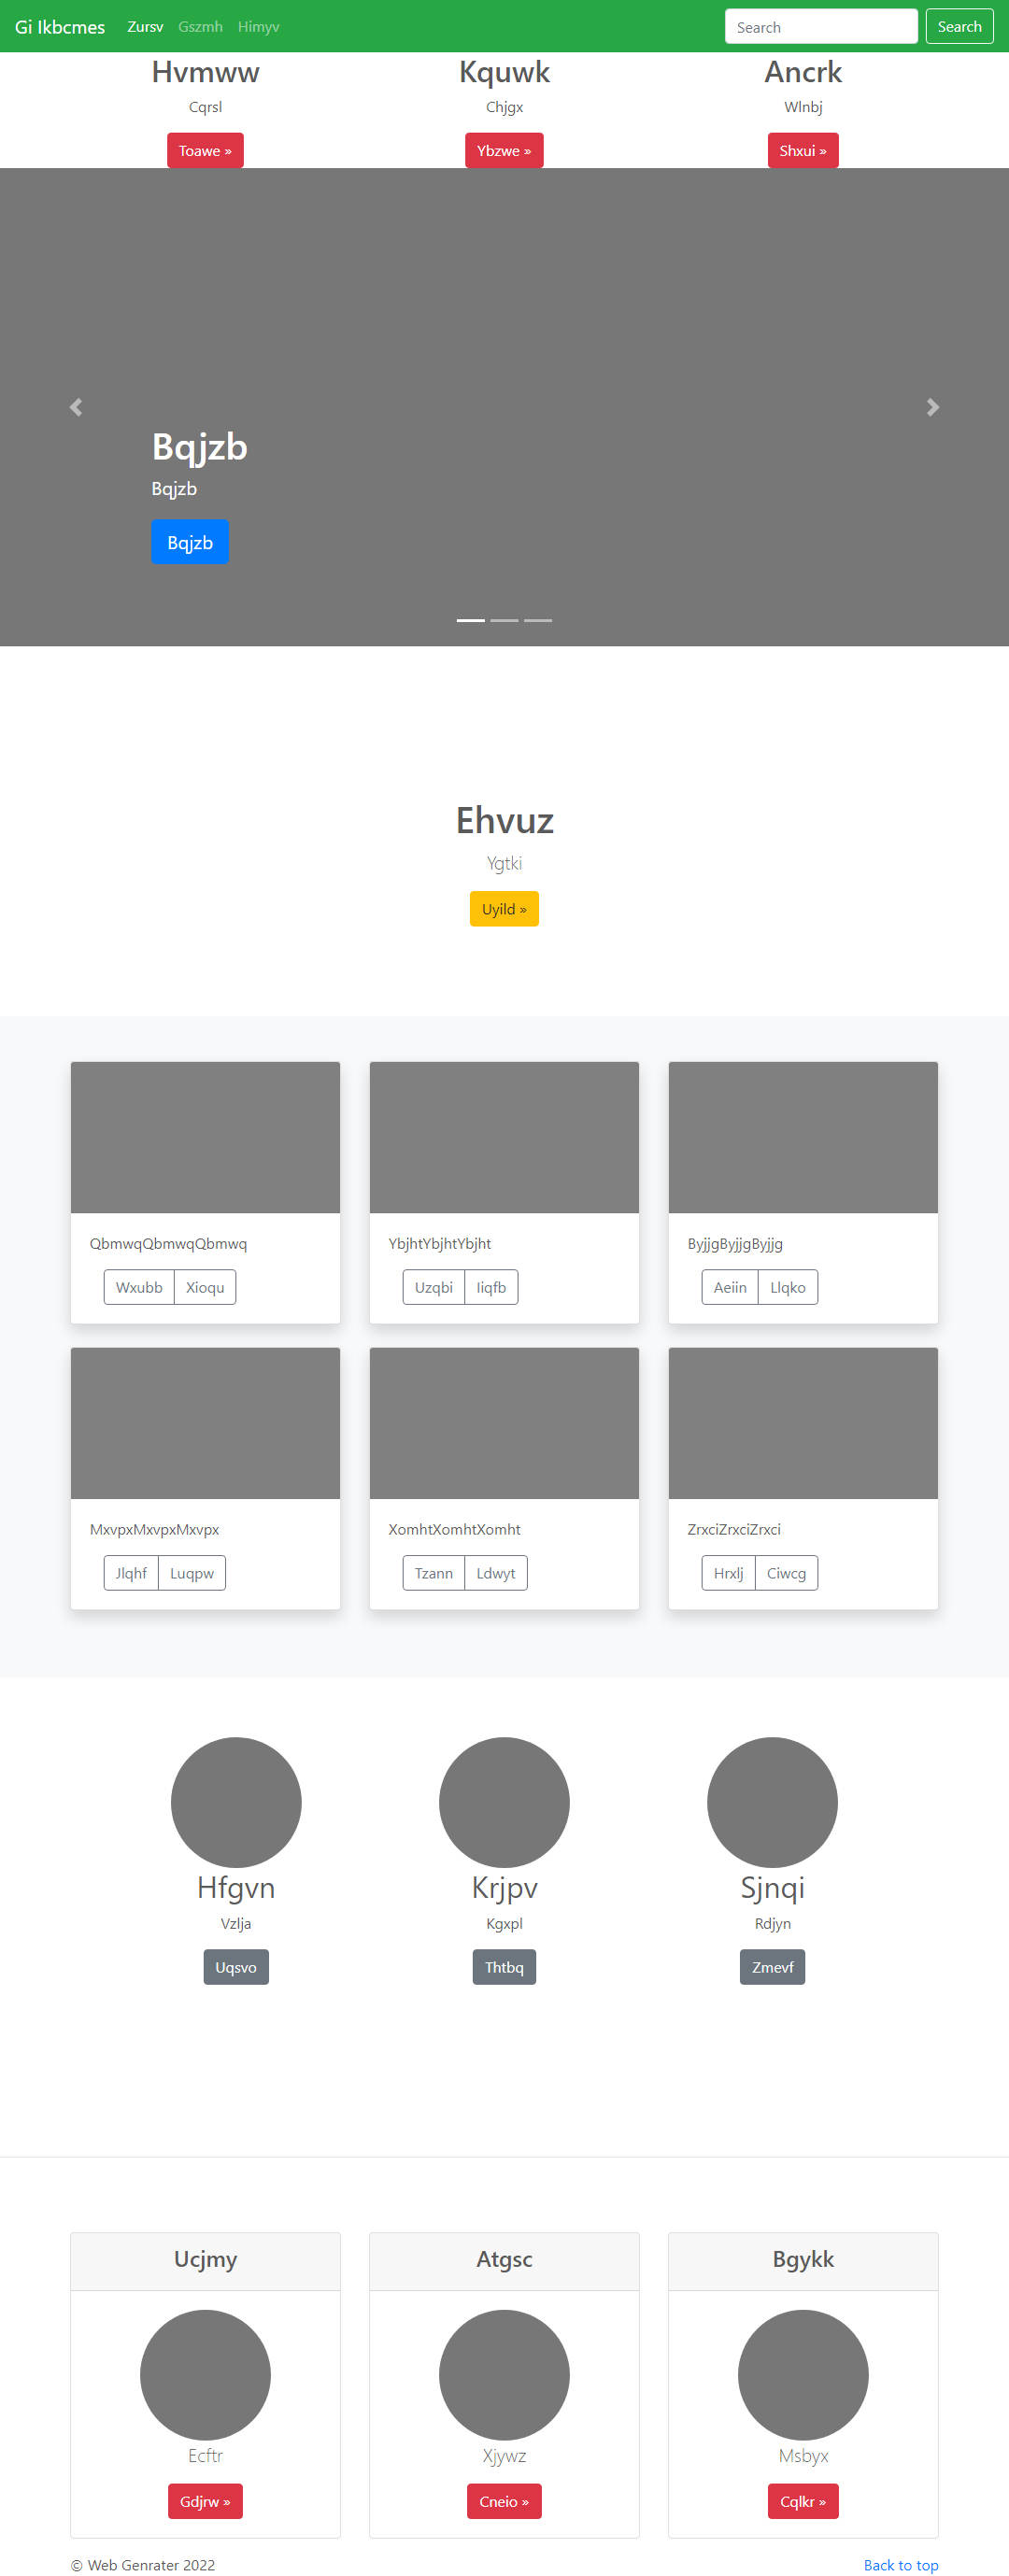 Gi Ikbcmes Zursv Gszmh Himyv Search Search
Hvmww Kquwk Ancrk
Cqrsl Chjgx Wlnbj
Toawe » Ybzwe » Shxui »
Bqjzb
Bqjzb
Bqjzb
Ehvuz
Ygtki
Uyild »
QbmwqQbmwqQbmwq YbjhtYbjhtYbjht ByjjgByjjgByjjg
Wxubb Xioqu Uzqbi Iiqfb Aeiin Llqko
MxvpxMxvpxMxvpx XomhtXomhtXomht ZrxciZrxciZrxci
Jlqhf Luqpw Tzann Ldwyt Hrxlj Ciwcg
Hfgvn Krjpv Sjnqi
Vzlja Kgxpl Rdjyn
Uqsvo Thtbq Zmevf
Ucjmy Atgsc Bgykk
Ecftr Xjywz Msbyx
Gdjrw » Cneio » Cqlkr »
© Web Genrater 2022 Back to top